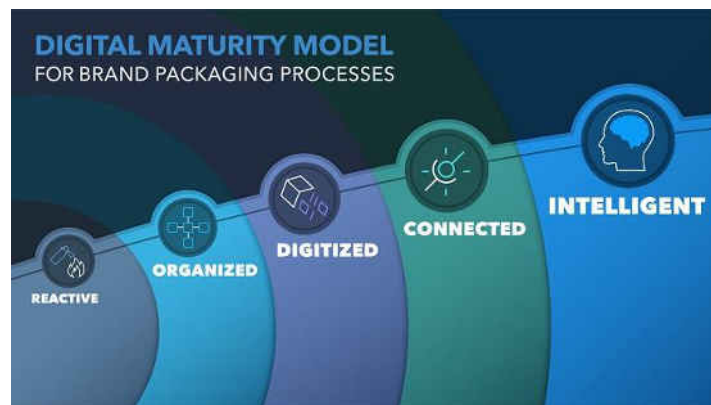 DIGITAL MATURITY MODEL
FOR BRAND PACKAGING PROCESSES
REACTIVE
ORGANIZED
DIGITIZED
CONNECTED
INTELLIGENT